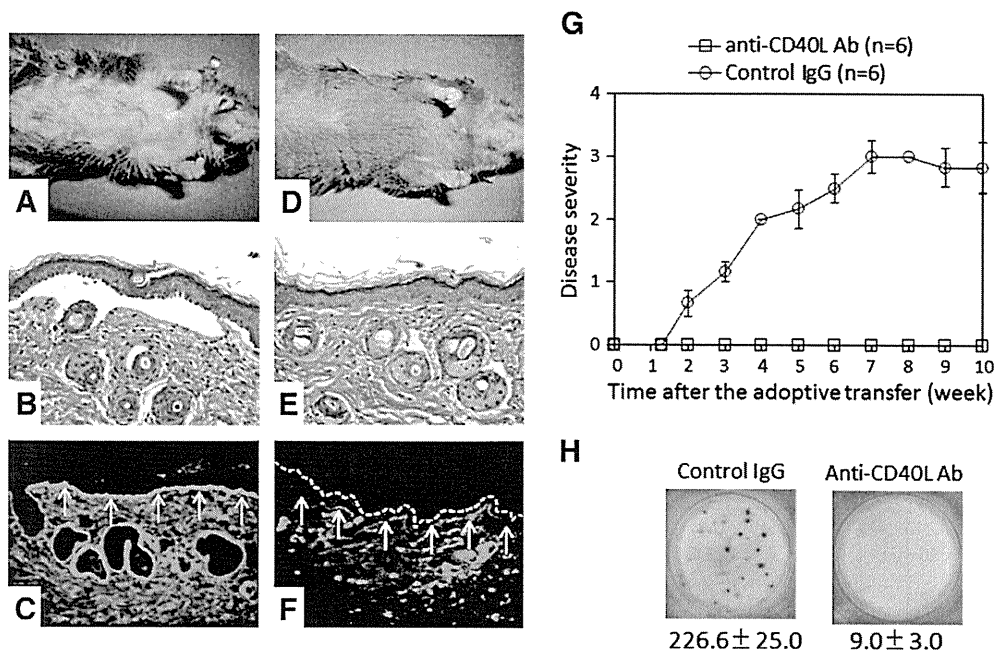 A
B
C
D
E
F
G
anti-CD40L Ab (n=6)
Control IgG (n=6)
Disease severity
4
3
2
1
0
0 1 2 3 4 5 6 7 8 9 10
Time after the adoptive transfer (week)
H
Control IgG Anti-CD40L Ab
226.6±25.0 9.0±3.0